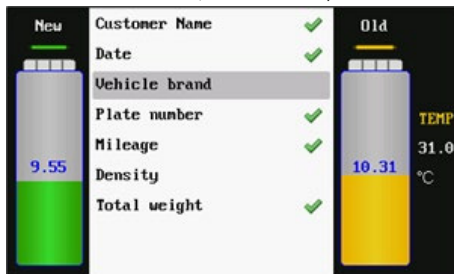 New
9.55
Customer Name
Date
Vehicle brand
Plate number
Mileage
Density
Total weight
Old
10.31
TEMP
31.0
°C